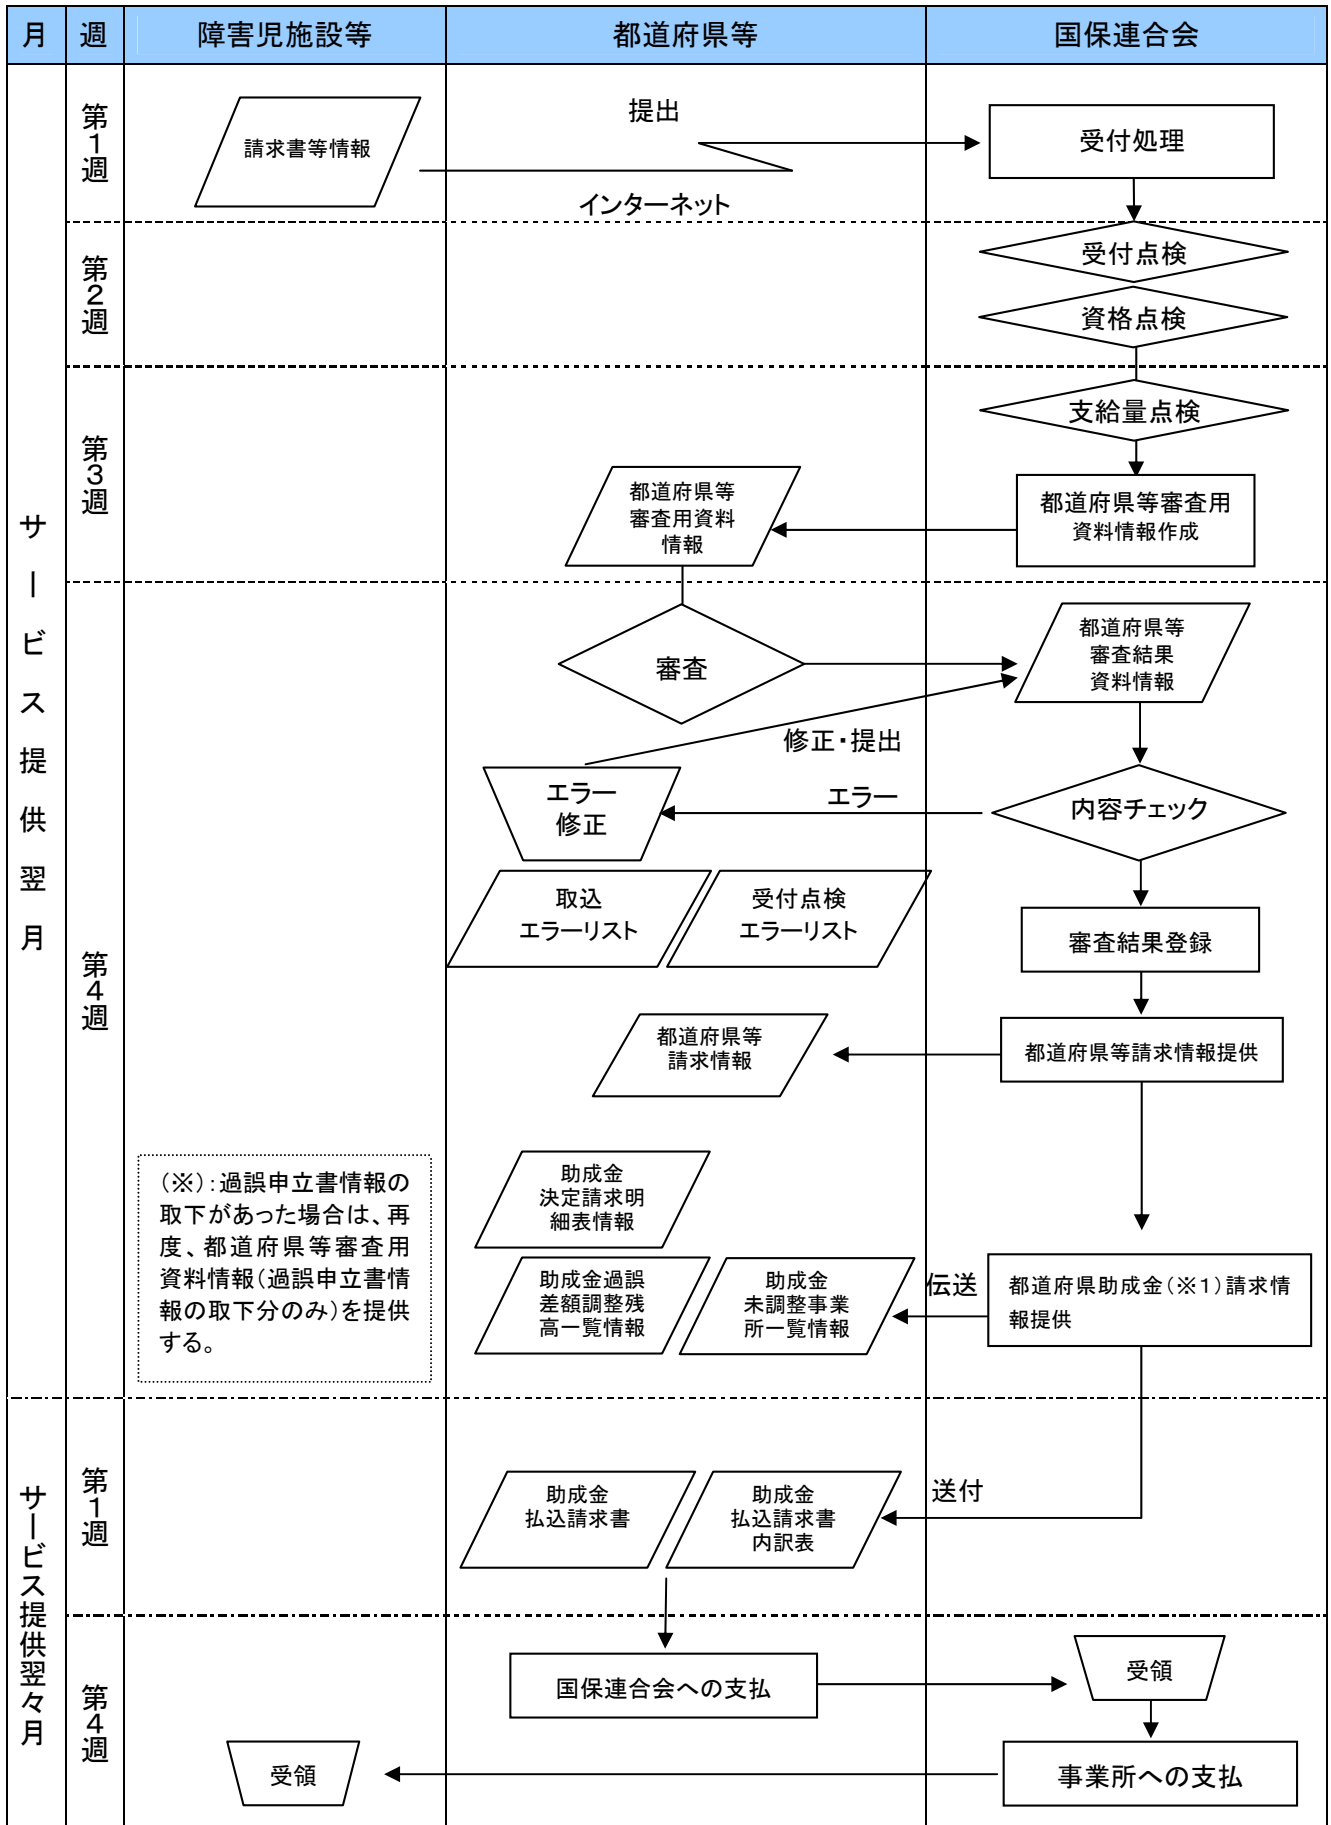 月 週 障害児施設等 都道府県等 国保連合会
サービス提供翌月
第1週
請求書等情報
提出
インターネット
受付処理
第2週
受付点検
資格点検
第3週
支給量点検
都道府県等
審査用資料
情報
都道府県等審査用
資料情報作成
第4週
審査
都道府県等
審査結果
資料情報
修正・提出
エラー
修正
エラー
内容チェック
取込
エラーリスト
受付点検
エラーリスト
審査結果登録
都道府県等
請求情報
都道府県等請求情報提供
(※):過誤申立書情報の
取下があった場合は、再
度、都道府県等審査用
資料情報(過誤申立書情
報の取下分のみ)を提供
する。
助成金
決定請求明
細表情報
助成金過誤
差額調整残
高一覧情報
助成金
未調整事業
所一覧情報
伝送
都道府県助成金(※1)請求情
報提供
サービス提供翌々月
第1週
助成金
払込請求書
助成金
払込請求書
内訳表
送付
第4週
国保連合会への支払
受領
受領
事業所への支払